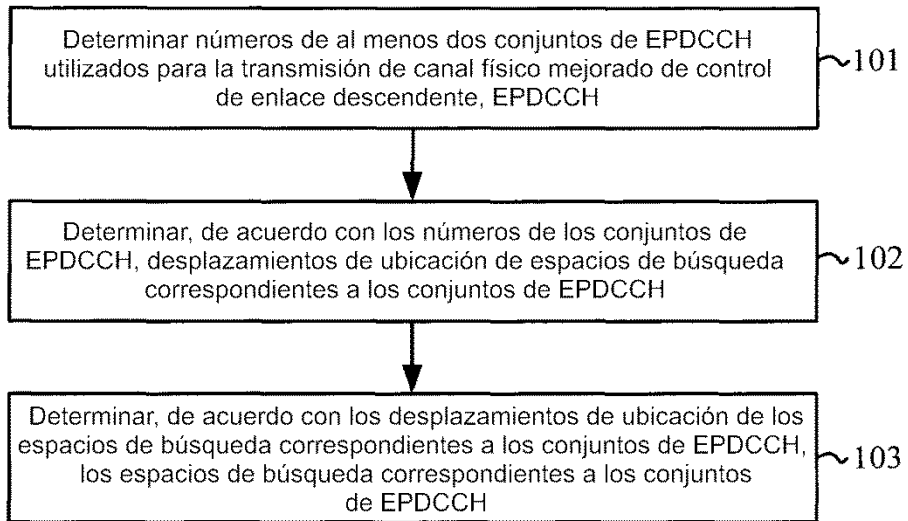 Determinar números de al menos dos conjuntos de EPDCCH
utilizados para la transmisión de canal físico mejorado de control
de enlace descendente, EPDCCH
101
Determinar, de acuerdo con los números de los conjuntos de
EPDCCH, desplazamientos de ubicación de espacios de búsqueda
correspondientes a los conjuntos de EPDCCH
102
Determinar, de acuerdo con los desplazamientos de ubicación de los
espacios de búsqueda correspondientes a los conjuntos de EPDCCH,
los espacios de búsqueda correspondientes a los conjuntos
de EPDCCH
103